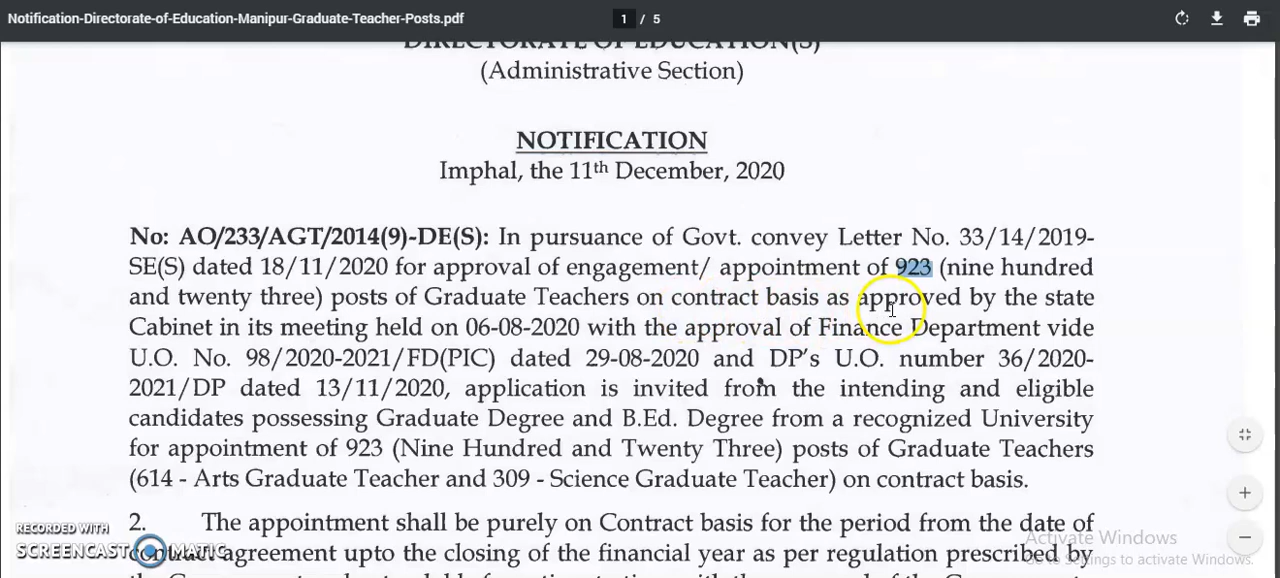 Notification-Directorate-of-Education-Manipur-Graduate-Teacher-Posts.pdf
1 / 5
DIRECTORATE OF EDUCATION(S)
(Administrative Section)
NOTIFICATION
Imphal, the 11th December, 2020
No: AO/233/AGT/2014(9)-DE(S): In pursuance of Govt. convey Letter No. 33/14/2019-
SE(S) dated 18/11/2020 for approval of engagement/ appointment of 923 (nine hundred
and twenty three) posts of Graduate Teachers on contract basis as approved by the state
Cabinet in its meeting held on 06-08-2020 with the approval of Finance Department vide
U.O. No. 98/2020-2021/FD(PIC) dated 29-08-2020 and DP's U.O. number 36/2020-
2021/DP dated 13/11/2020, application is invited from the intending and eligible
candidates possessing Graduate Degree and B.Ed. Degree from a recognized University
for appointment of 923 (Nine Hundred and Twenty Three) posts of Graduate Teachers
(614 - Arts Graduate Teacher and 309 - Science Graduate Teacher) on contract basis.
2. The appointment shall be purely on Contract basis for the period from the date of
contract agreement upto the closing of the financial year as per regulation prescribed by
RECORDED WITH
SCREENCAST MATIC
Activate Windows
Go to Settings to activate Windows.